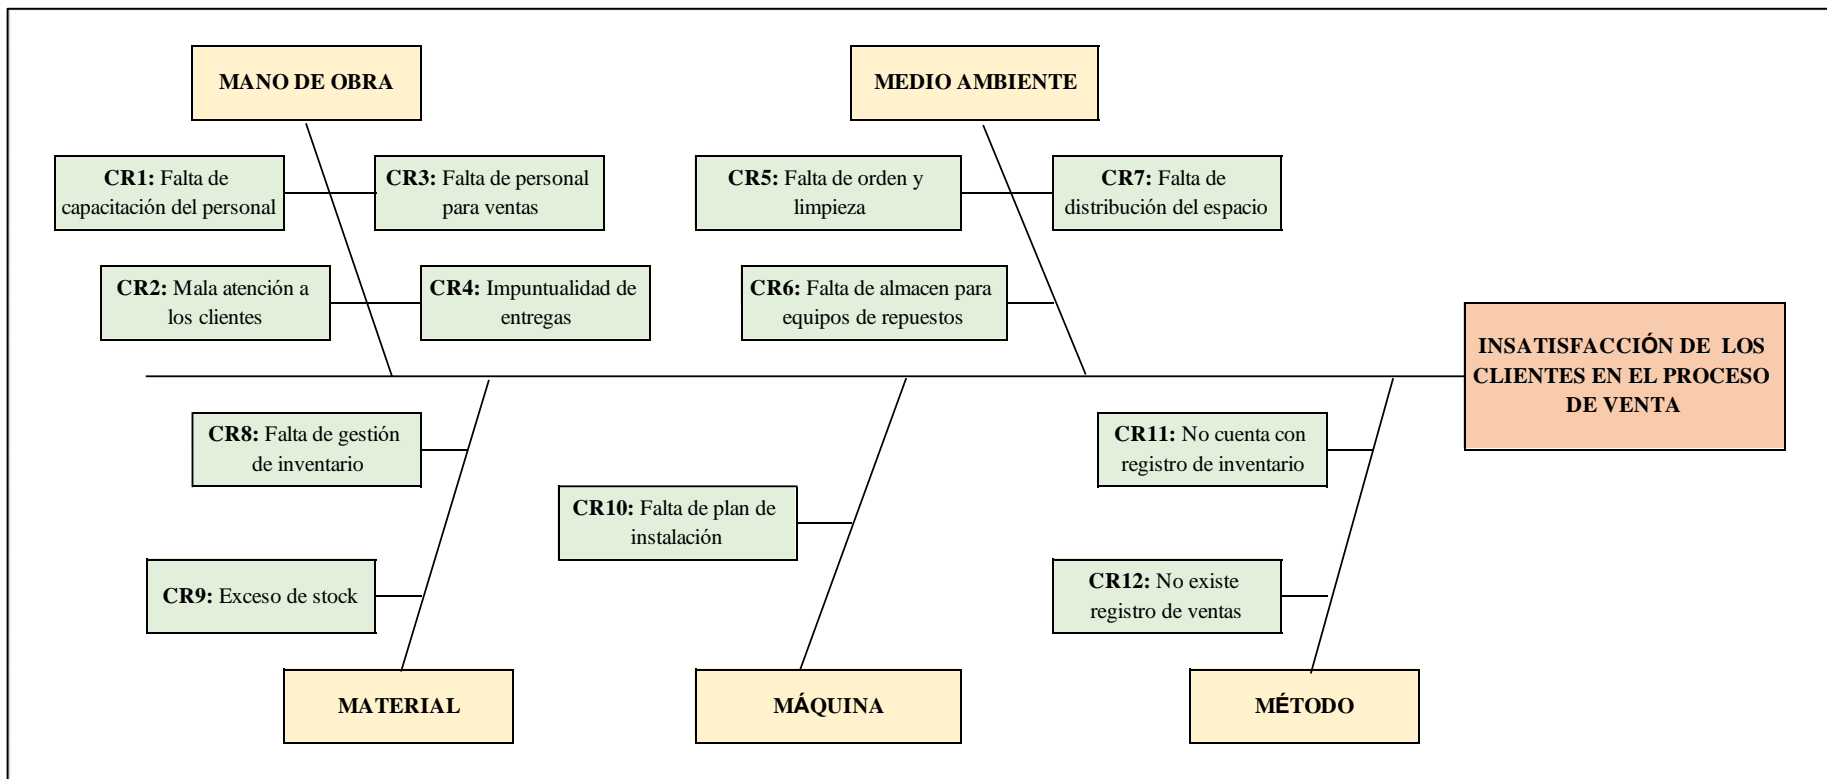 MANO DE OBRA
MEDIO AMBIENTE
CR1: Falta de
capacitación del personal
CR3: Falta de personal
para ventas
CR5: Falta de orden y
limpieza
CR7: Falta de
distribución del espacio
CR2: Mala atención a
los clientes
CR4: Impuntualidad de
entregas
CR6: Falta de almacen para
equipos de repuestos
INSATISFACCIÓN DE LOS
CLIENTES EN EL PROCESO
DE VENTA
CR8: Falta de gestión
de inventario
CR11: No cuenta con
registro de inventario
CR10: Falta de plan de
instalación
CR9: Exceso de stock
CR12: No existe
registro de ventas
MATERIAL
MÁQUINA
MÉTODO